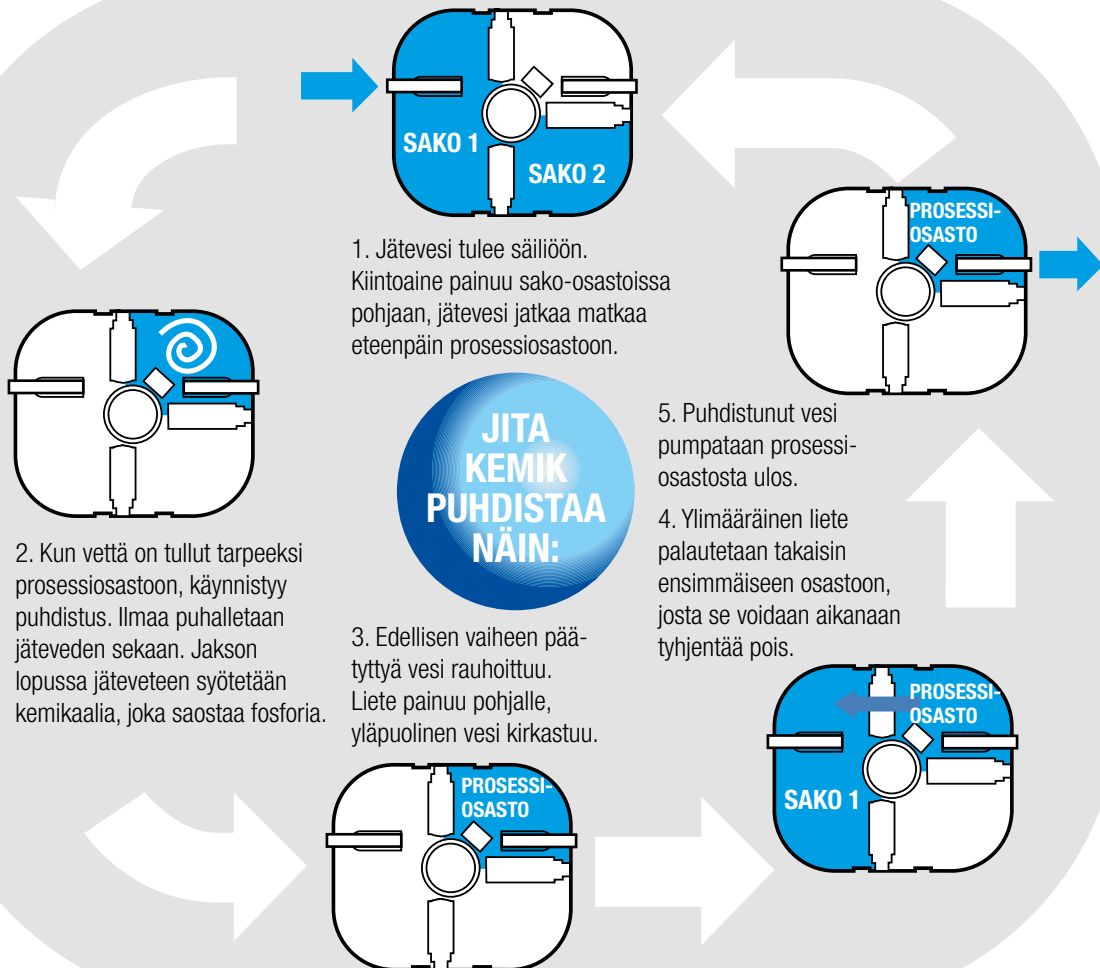 SAKO 1
SAKO 2
1. Jätevesi tulee säiliöön.
Kiintoaine painuu sako-osastoissa
pohjaan, jätevesi jatkaa matkaa
eteenpäin prosessiosastoon.
JITA
KEMIK
PUHDISTAA
NÄIN:
2. Kun vettä on tullut tarpeeksi
prosessiosastoon, käynnistyy
puhdistus. Ilmaa puhalletaan
jäteveden sekaan. Jakson
lopussa jäteveteen syötetään
kemikaalia, joka saostaa fosforia.
3. Edellisen vaiheen pää-
tyttyä vesi rauhoittuu.
Liete painuu pohjalle,
yläpuolinen vesi kirkastuu.
PROSESSI-
OSASTO
4. Ylimääräinen liete
palautetaan takaisin
ensimmäiseen osastoon,
josta se voidaan aikanaan
tyhjentää pois.
PROSESSI-
OSASTO
SAKO 1
5. Puhdistunut vesi
pumpataan prosessi-
osastosta ulos.
PROSESSI-
OSASTO